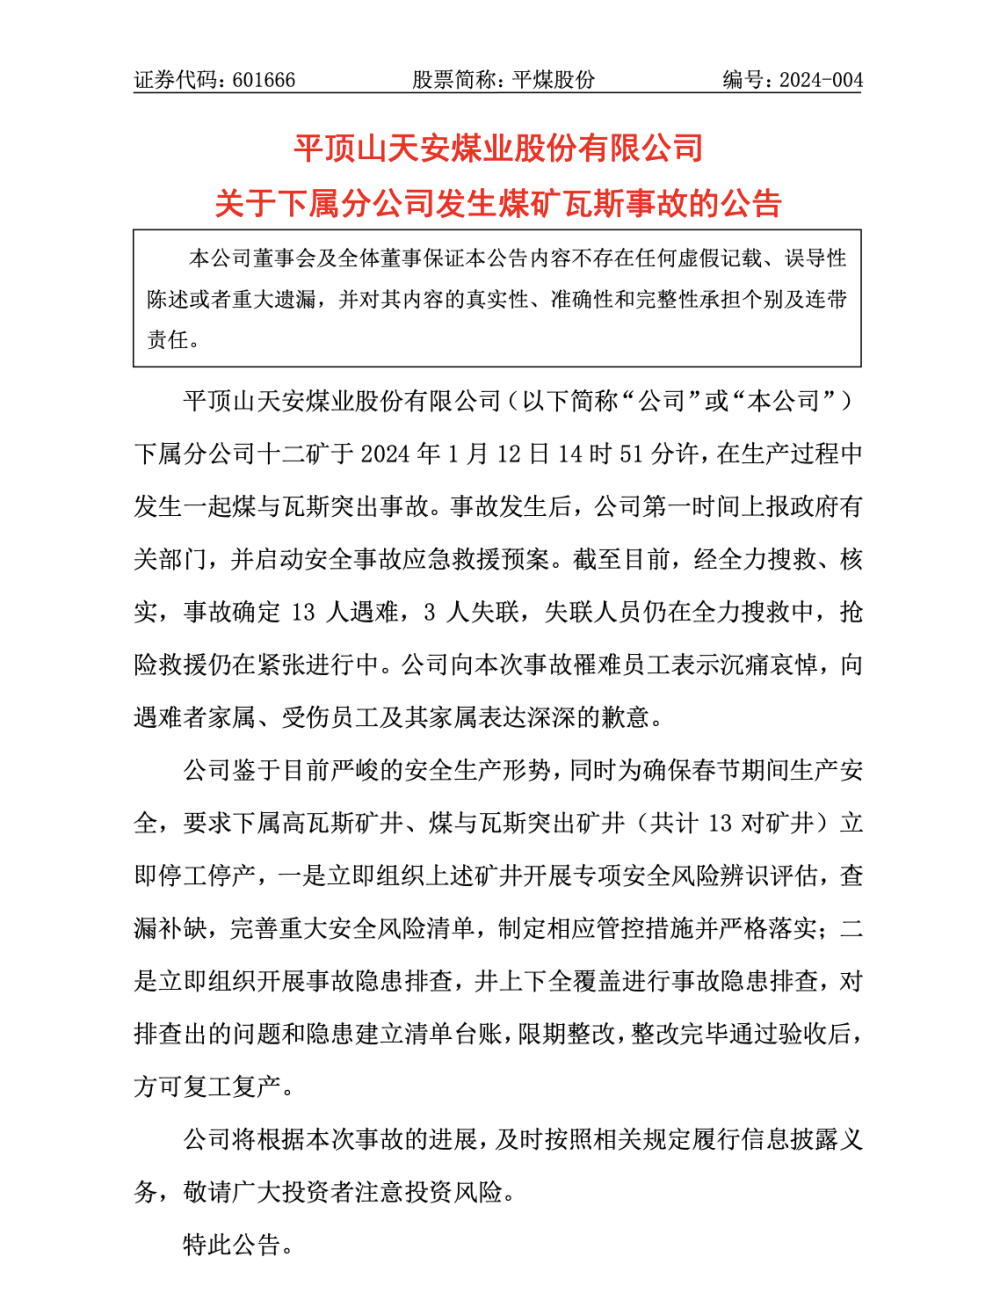 证券代码：601666 股票简称：平煤股份 编号：2024-004
平顶山天安煤业股份有限公司
关于下属分公司发生煤矿瓦斯事故的公告
本公司董事会及全体董事保证本公告内容不存在任何虚假记载、误导性
陈述或者重大遗漏，并对其内容的真实性、准确性和完整性承担个别及连带
责任。
平顶山天安煤业股份有限公司（以下简称“公司”或“本公司”）
下属分公司十二矿于 2024 年 1 月 12 日 14 时 51 分许，在生产过程中
发生一起煤与瓦斯突出事故。事故发生后，公司第一时间上报政府有
关部门，并启动安全事故应急救援预案。截至目前，经全力搜救、核
实，事故确定 13 人遇难，3 人失联，失联人员仍在全力搜救中，抢
险救援仍在紧张进行中。公司向本次事故罹难员工表示沉痛哀悼，向
遇难者家属、受伤员工及其家属表达深深的歉意。
公司鉴于目前严峻的安全生产形势，同时为确保春节期间生产安
全，要求下属高瓦斯矿井、煤与瓦斯突出矿井（共计 13 对矿井）立
即停工停产，一是立即组织上述矿井开展专项安全风险辨识评估，查
漏补缺，完善重大安全风险清单，制定相应管控措施并严格落实；二
是立即组织开展事故隐患排查，井上下全覆盖进行事故隐患排查，对
排查出的问题和隐患建立清单台账，限期整改，整改完毕通过验收后，
方可复工复产。
公司将根据本次事故的进展，及时按照相关规定履行信息披露义
务，敬请广大投资者注意投资风险。
特此公告。